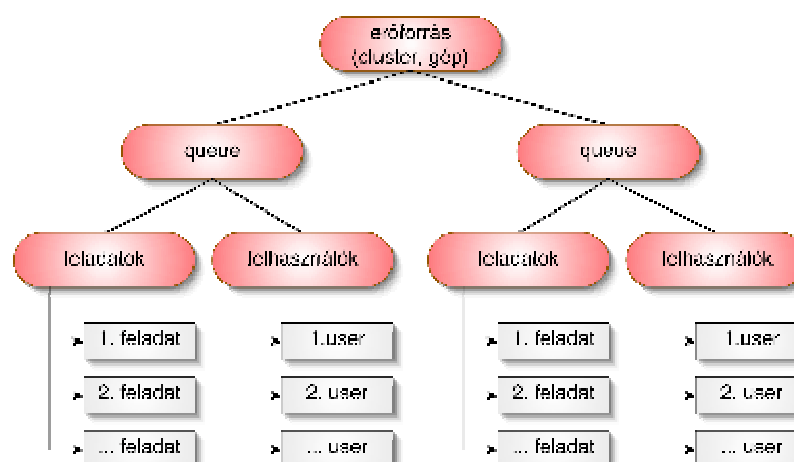 erőforrás
(cluster, gép)
queue
queue
feladatok
felhasználók
feladatok
felhasználók
1. feladat
1.user
1. feladat
1.user
2. feladat
2. user
2. feladat
2. user
... feladat
... user
... feladat
... user